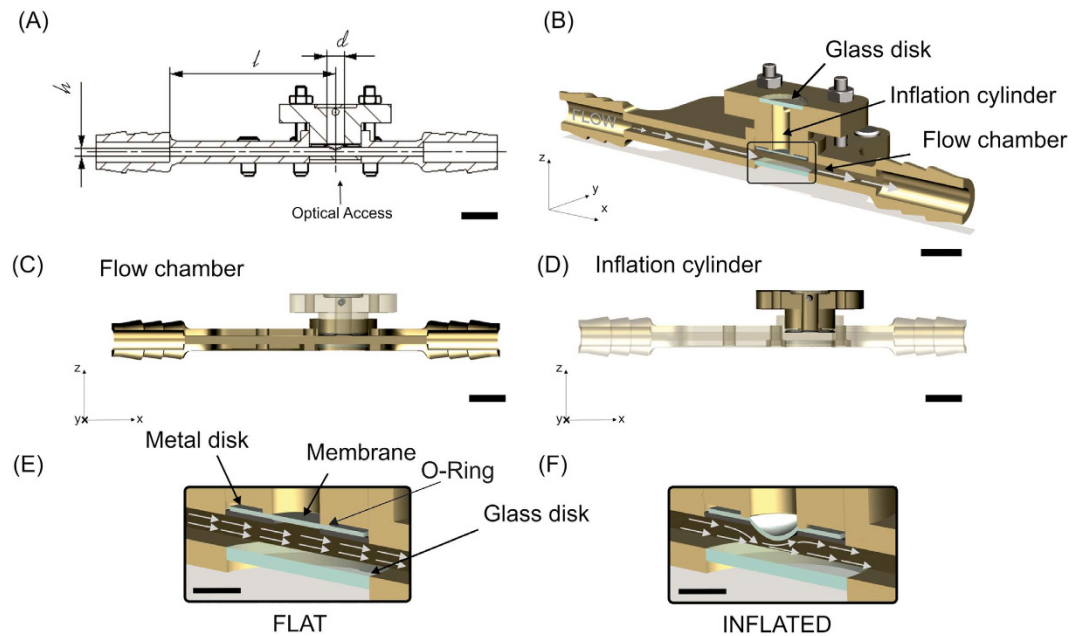 (A)
l
d
h
Optical Access
(B)
Glass disk
Inflation cylinder
Flow chamber
FLOW
z
y
x
(C)
Flow chamber
z
y
x
(D)
Inflation cylinder
z
y
x
(E)
Metal disk
Membrane
O-Ring
Glass disk
FLAT
(F)
INFLATED